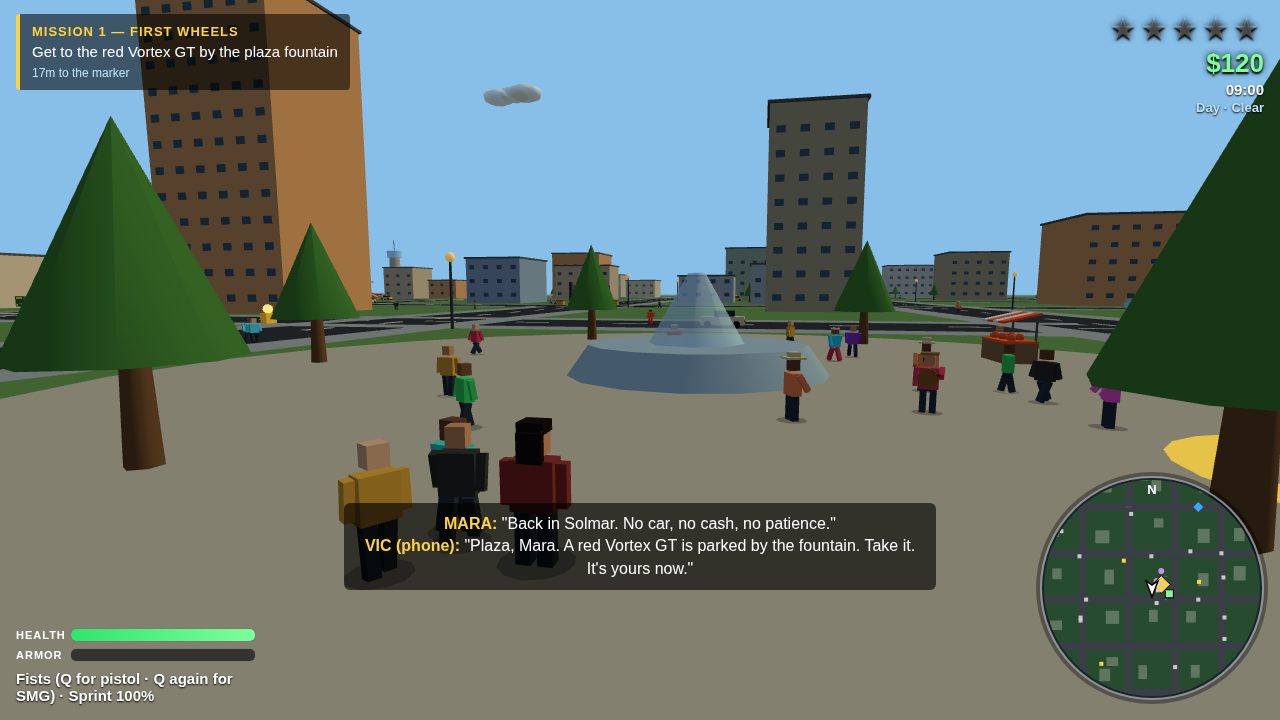 MISSION 1 — FIRST WHEELS
Get to the red Vortex GT by the plaza fountain
17m to the marker
$120
09:00
Day · Clear
MARA: "Back in Solmar. No car, no cash, no patience."
VIC (phone): "Plaza, Mara. A red Vortex GT is parked by the fountain. Take it.
It's yours now."
N
HEALTH
ARMOR
Fists (Q for pistol · Q again for
SMG) · Sprint 100%